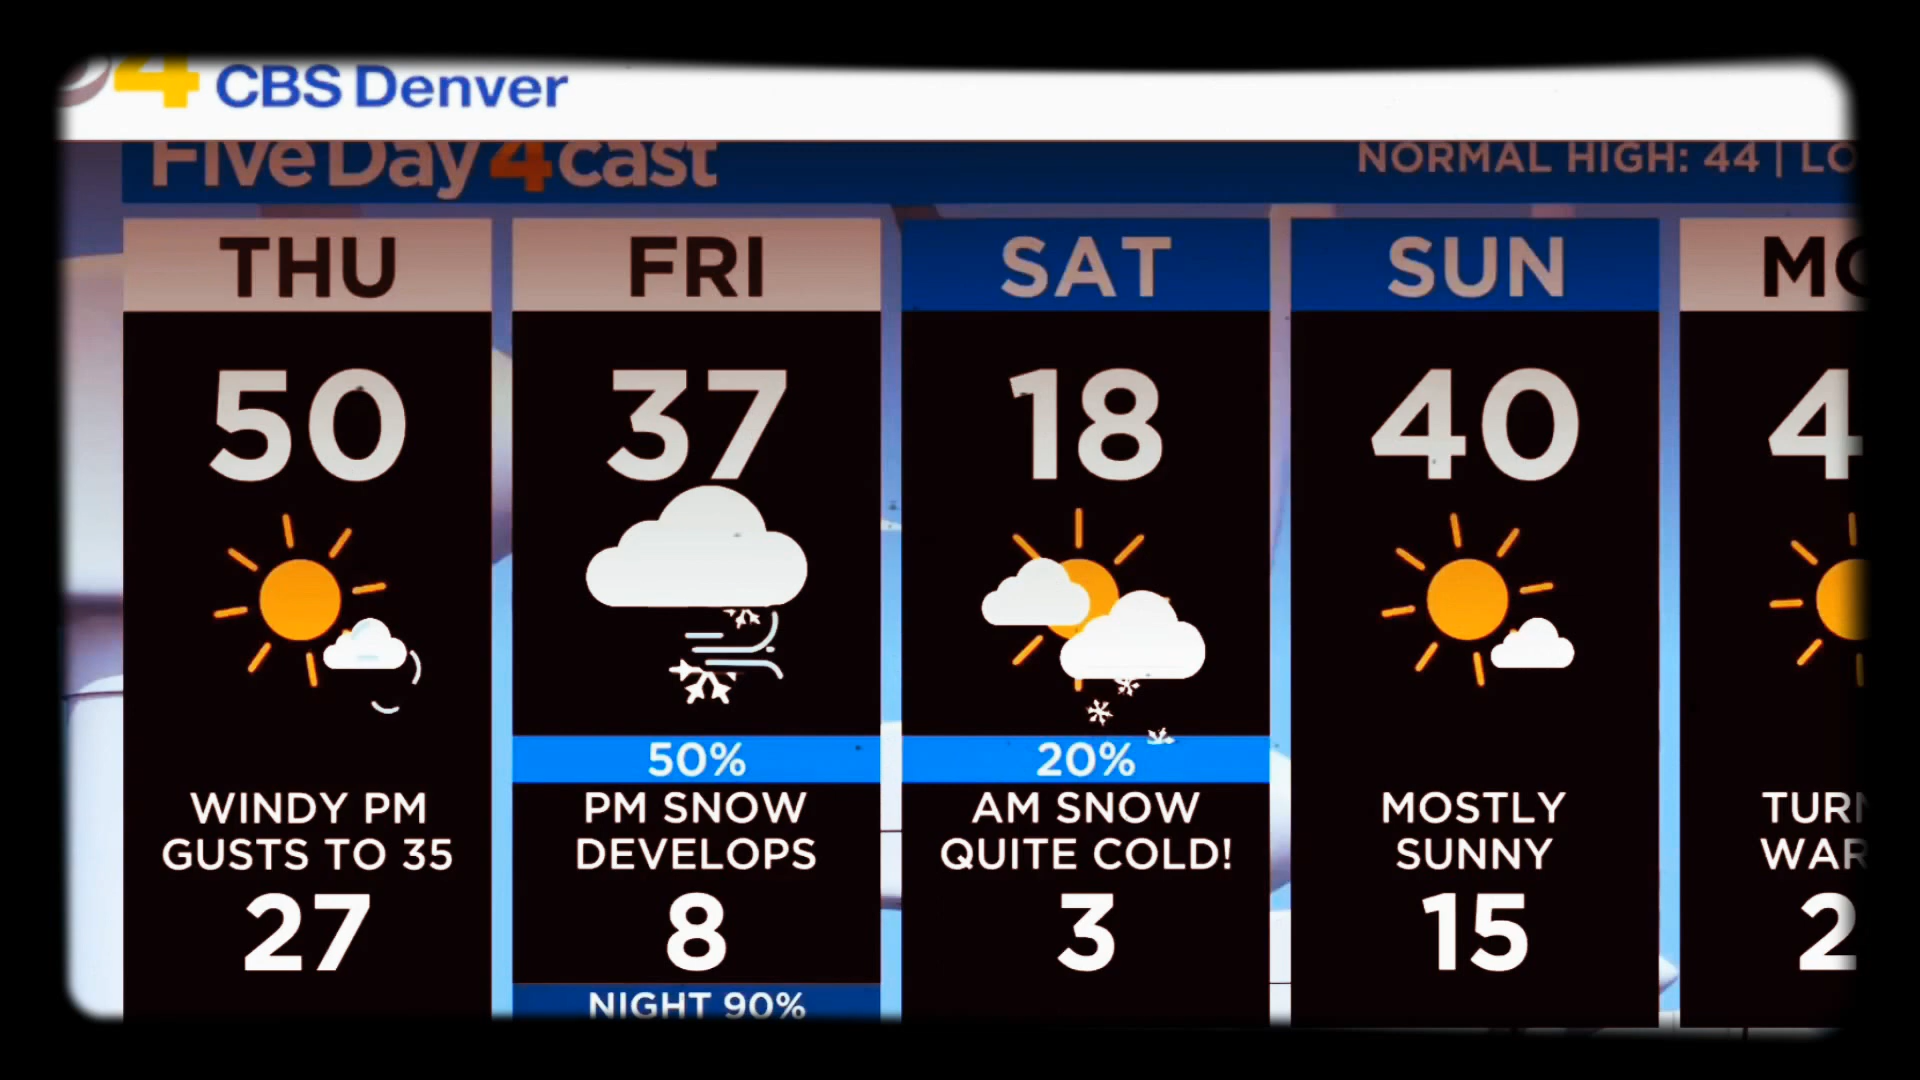 4 CBS Denver
Five Day 4cast
NORMAL HIGH: 44 |
THU
FRI
SAT
SUN
50
37
18
40
50%
20%
WINDY PM
GUSTS TO 35
PM SNOW
DEVELOPS
AM SNOW
QUITE COLD!
MOSTLY
SUNNY
27
8
3
15
NIGHT 90%